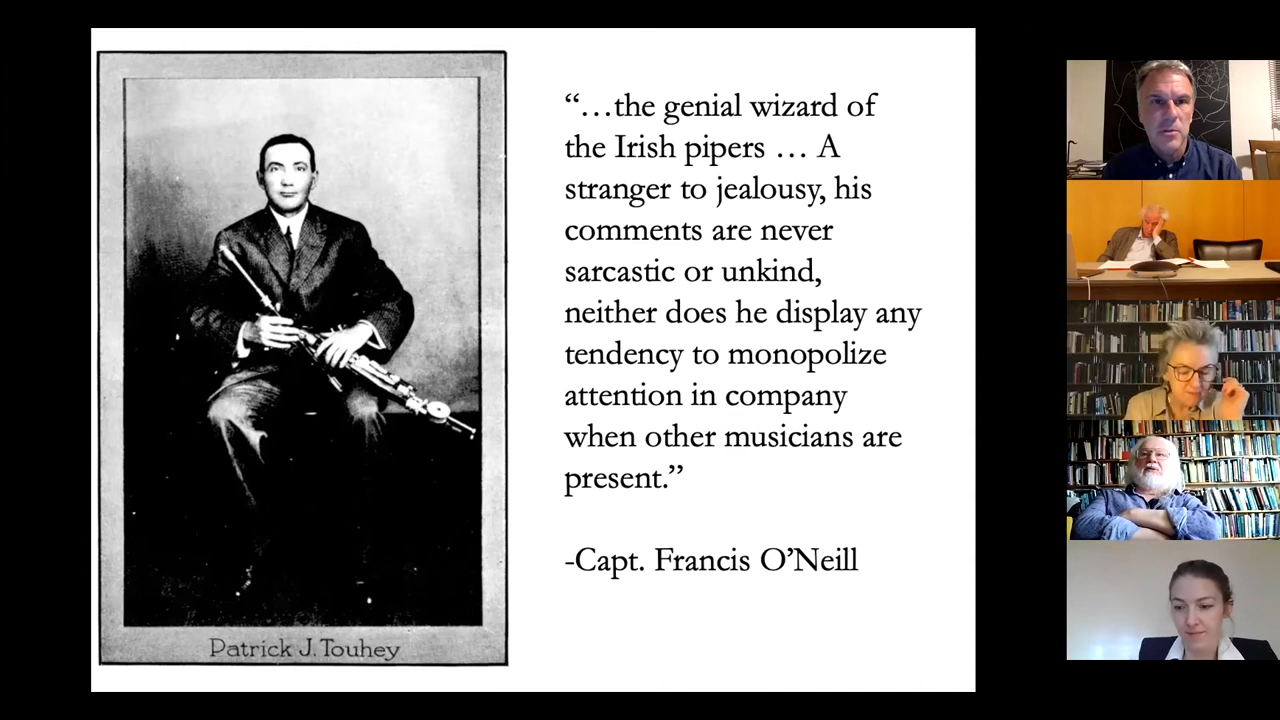 “…the genial wizard of
the Irish pipers … A
stranger to jealousy, his
comments are never
sarcastic or unkind,
neither does he display any
tendency to monopolize
attention in company
when other musicians are
present.”
-Capt. Francis O’Neill
Patrick J. Touhey